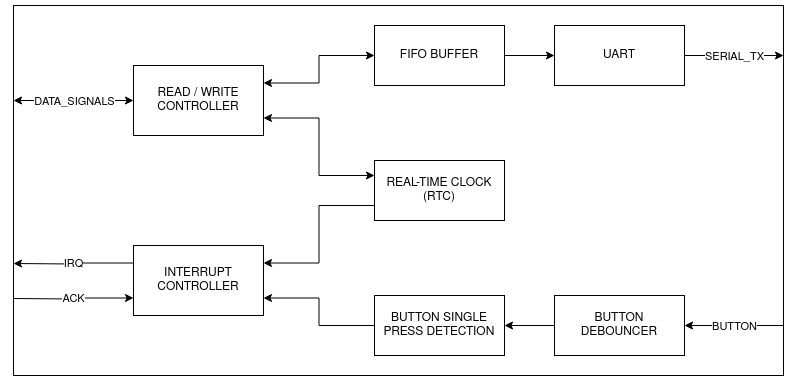 FIFO BUFFER
UART
SERIAL_TX
READ / WRITE
CONTROLLER
DATA_SIGNALS
REAL-TIME CLOCK
(RTC)
IRQ
INTERRUPT
CONTROLLER
ACK
BUTTON SINGLE
PRESS DETECTION
BUTTON
DEBOUNCER
BUTTON